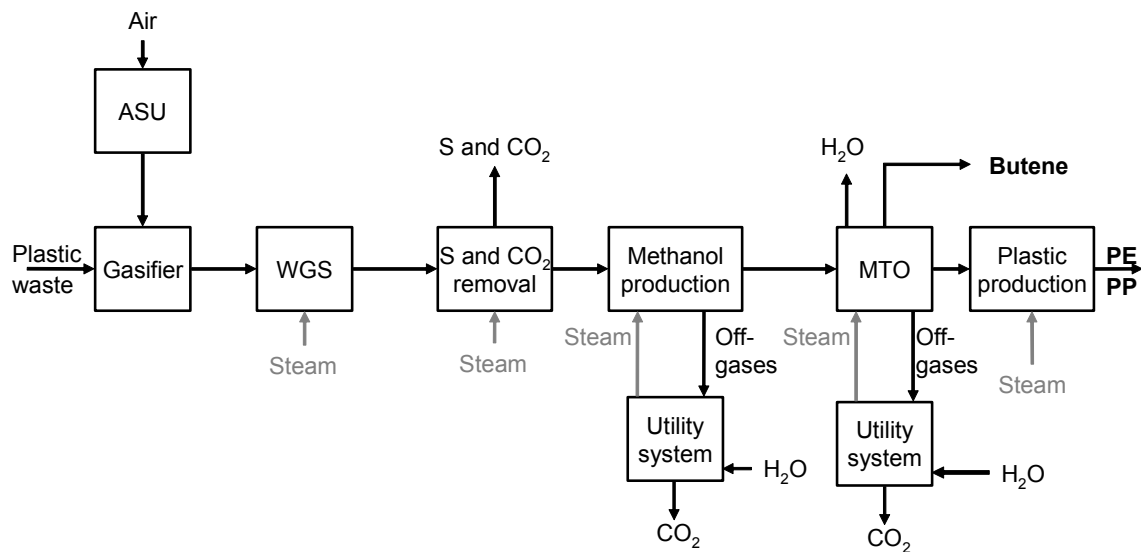 Air
ASU
S and CO₂
H₂O
Butene
Plastic
waste
Gasifier
WGS
S and CO₂
removal
Methanol
production
MTO
Plastic
production
PE
PP
Steam
Steam
Steam
Off-
gases
Steam
Off-
gases
Steam
Utility
system
H₂O
Utility
system
H₂O
CO₂
CO₂